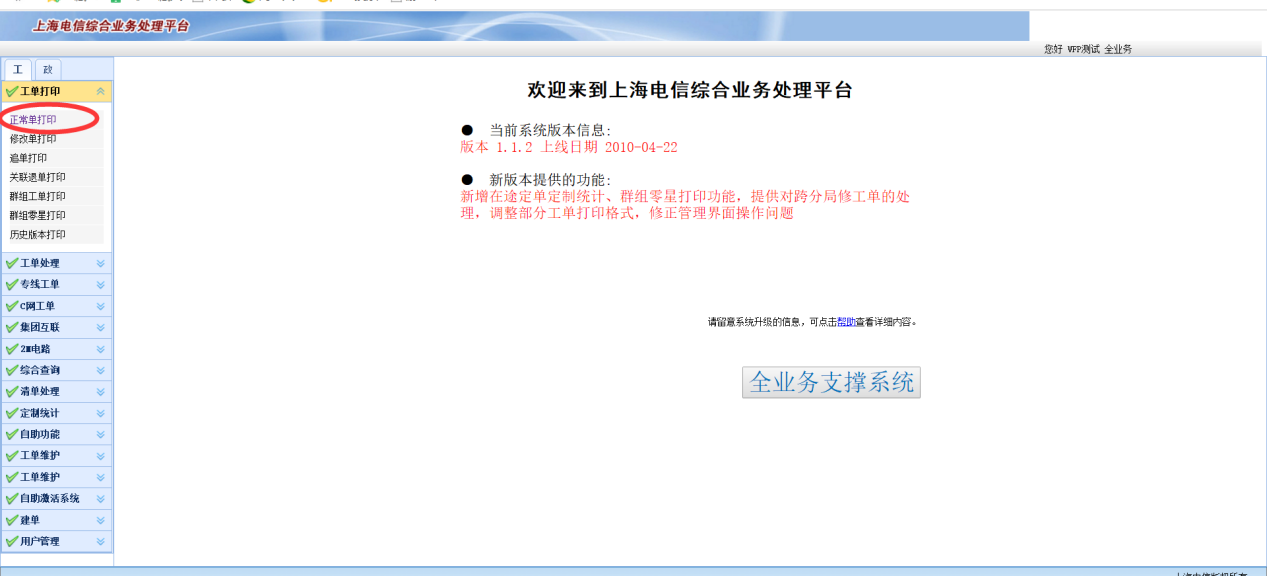 上海电信综合业务处理平台
您好 WFP测试 全业务
工 政
工单打印
正常单打印
修改单打印
追单打印
关联退单打印
群组工单打印
群组零星打印
历史版本打印
工单处理
专线工单
C网工单
集团互联
2M电路
综合查询
清单处理
定制统计
自助功能
工单维护
工单维护
自助激活系统
建单
用户管理
欢迎来到上海电信综合业务处理平台
● 当前系统版本信息:
版本 1.1.2 上线日期 2010-04-22
● 新版本提供的功能:
新增在途定单定制统计、群组零星打印功能，提供对跨分局修工单的处
理，调整部分工单打印格式，修正管理界面操作问题
请留意系统升级的信息，可点击帮助查看详细内容。
全业务支撑系统